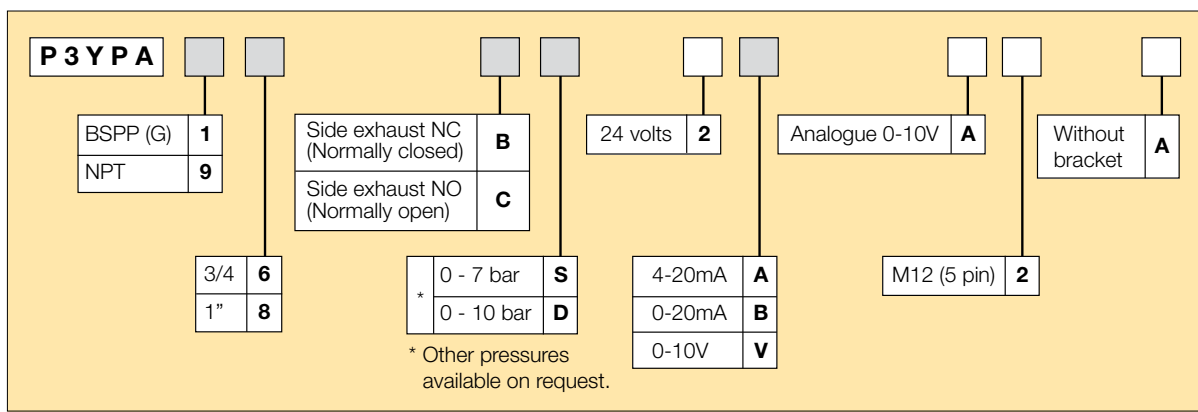 P3YPA
BSPP (G) 1
NPT 9
3/4 6
1" 8
Side exhaust NC
(Normally closed) B
Side exhaust NO
(Normally open) C
* 0 - 7 bar S
0 - 10 bar D
* Other pressures
available on request.
24 volts 2
4-20mA A
0-20mA B
0-10V V
Analogue 0-10V A
M12 (5 pin) 2
Without
bracket A